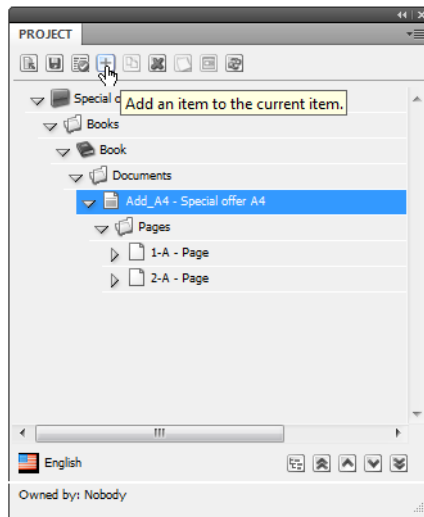 PROJECT
Special o
Add an item to the current item.
Books
Book
Documents
Add_A4 - Special offer A4
Pages
1-A - Page
2-A - Page
English
Owned by: Nobody